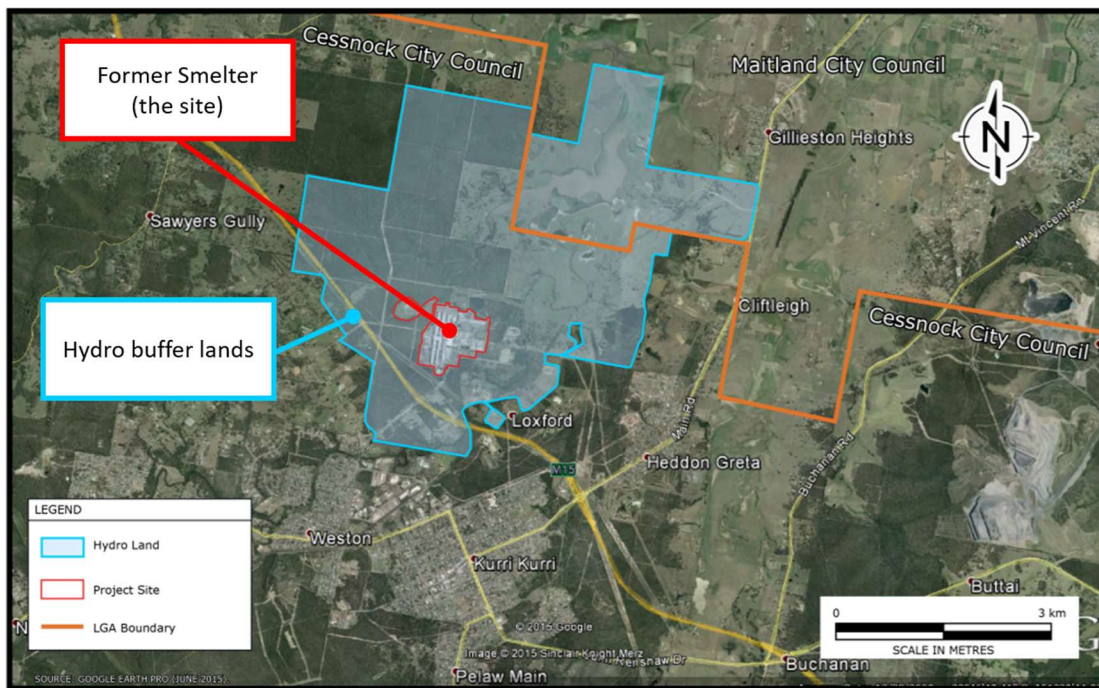 Cessnock City Council
Former Smelter
(the site)
Maitland City Council
N
Gillieston Heights
Sawyers Gully
Mt Vincent Rd
Cliftleigh
Cessnock City Council
Hydro buffer lands
Loxford
Main Rd
Heddon Greta
M15
Buchanan Rd
LEGEND
Hydro Land
Project Site
LGA Boundary
Weston
Kurri Kurri
Buttai
0 3 km
SCALE IN METRES
© 2015 Google
Image © 2015 Sinclair Knight Merz
Renshaw Dr
Buchanan
Pelaw Main
SOURCE: GOOGLE EARTH PRO (JUNE 2015).